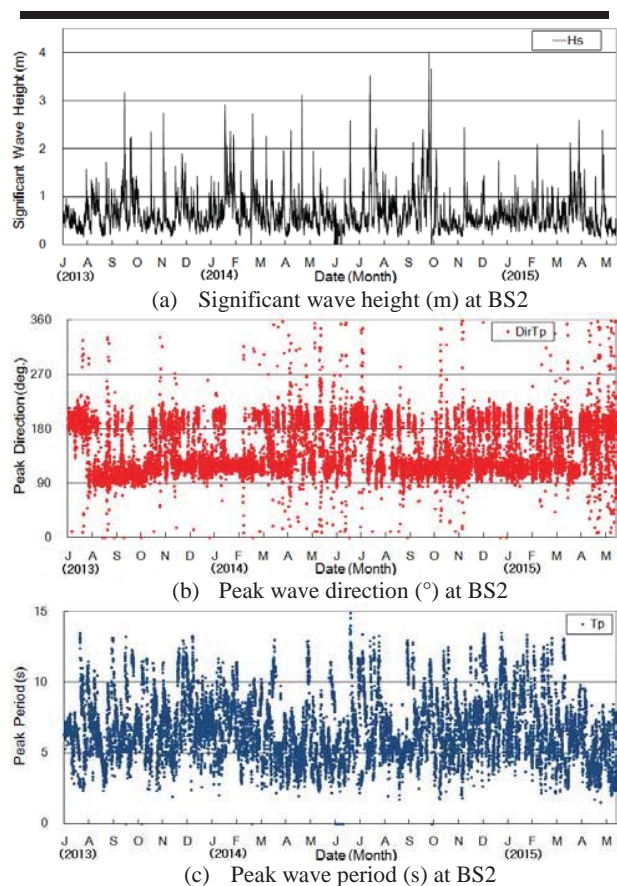 Significant Wave Height (m)
4
3
2
1
0
Hs
J A S O N D J F M A M J J A S O N D J F M A M
(2013) (2014) Date (Month) (2015)
(a) Significant wave height (m) at BS2
Peak Direction (deg.)
360
270
180
90
0
DirTp
J A S O N D J F M A M J J A S O N D J F M A M
(2013) (2014) Date (Month) (2015)
(b) Peak wave direction (°) at BS2
Peak Period (s)
15
10
5
0
Tp
J A S O N D J F M A M J J A S O N D J F M A M
(2013) (2014) Date (Month) (2015)
(c) Peak wave period (s) at BS2